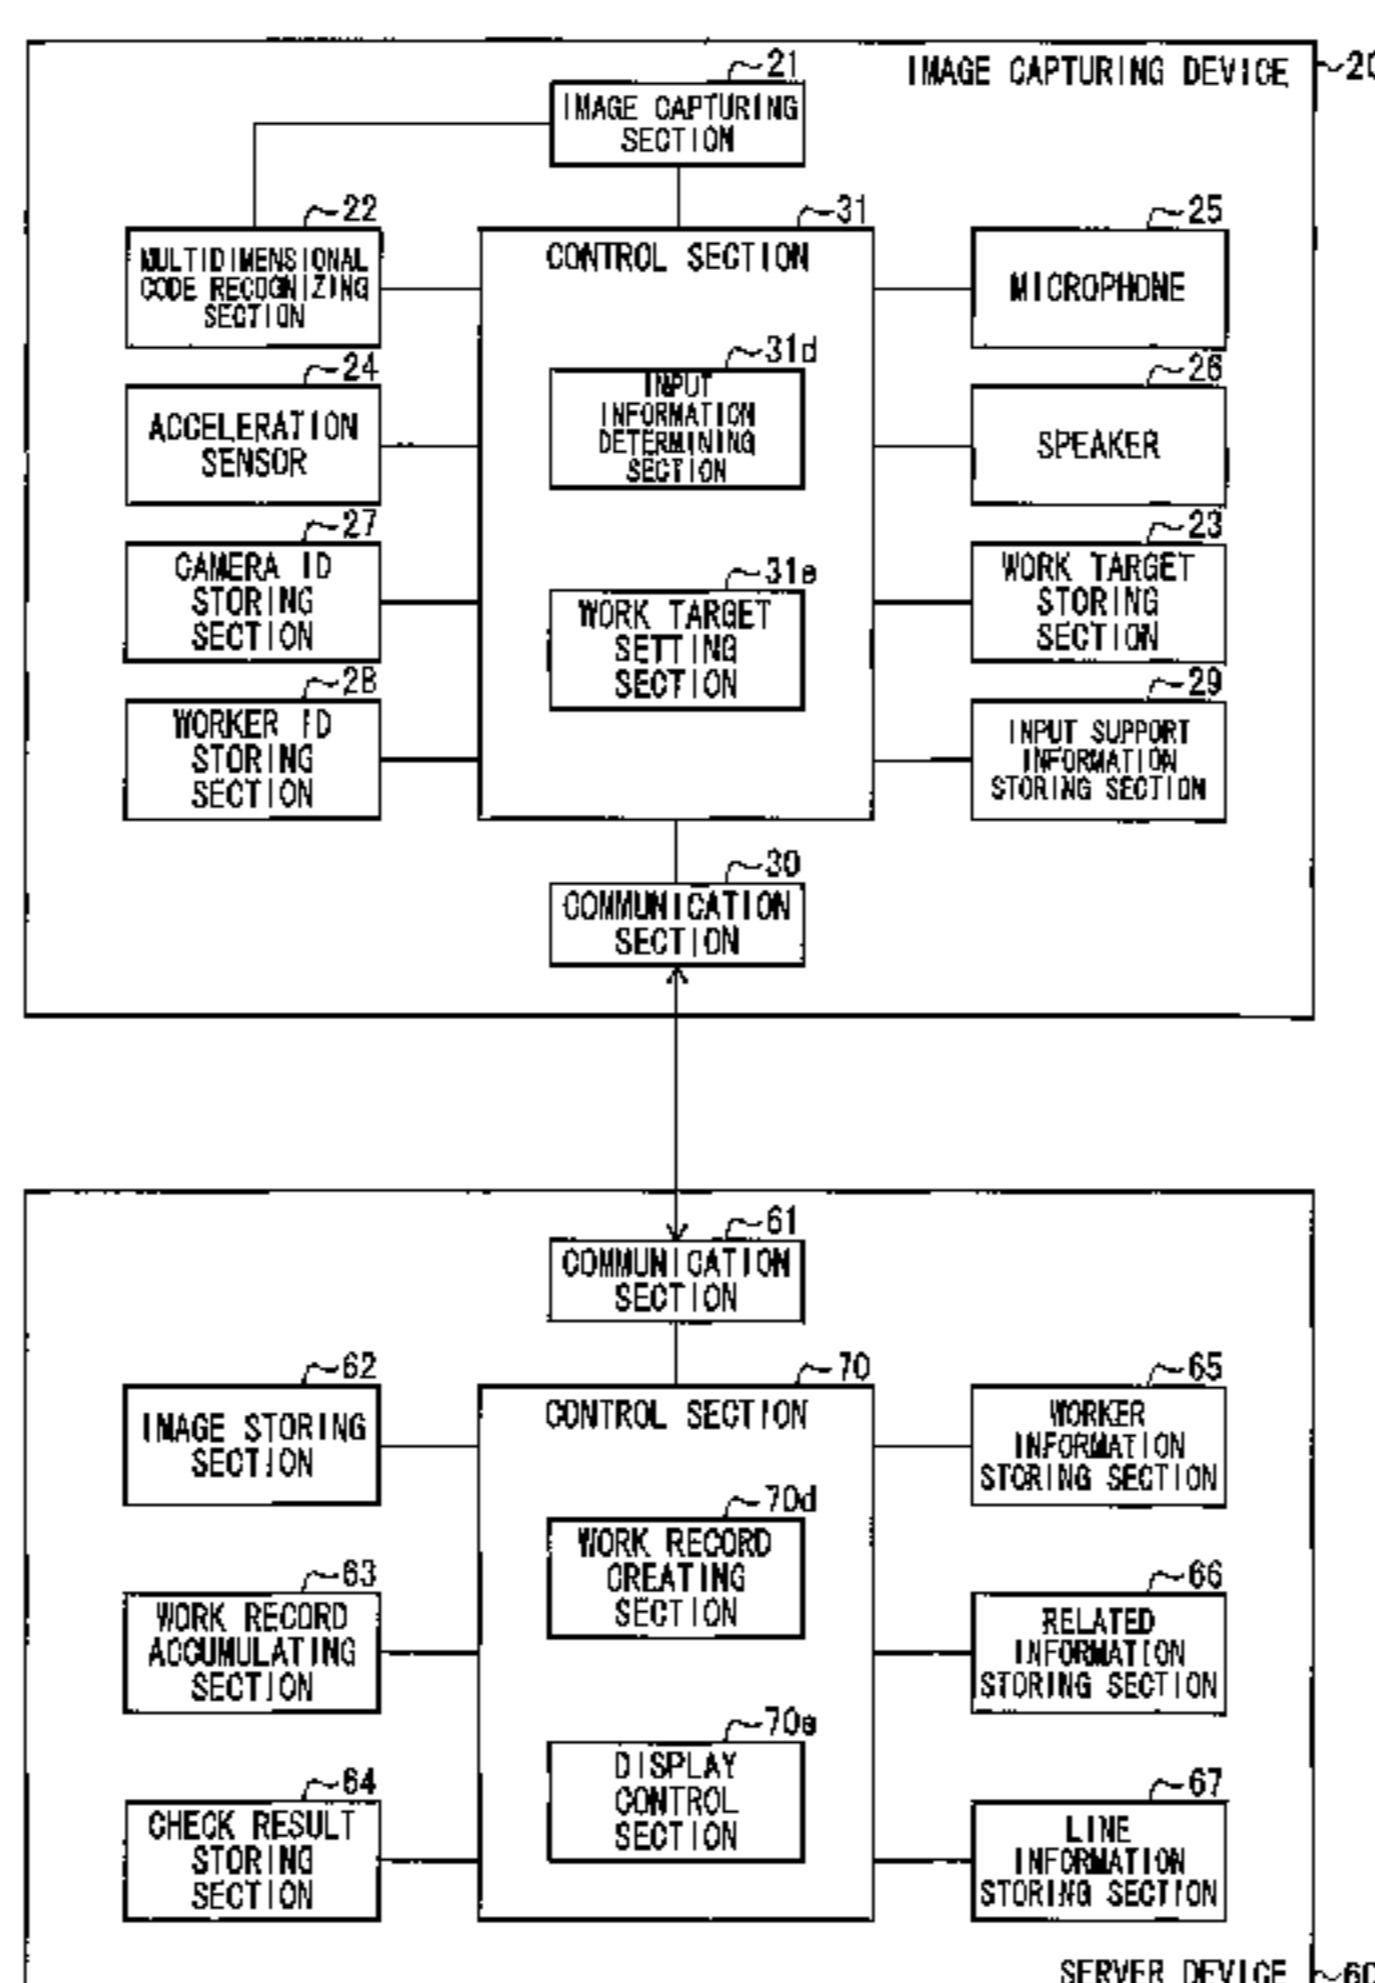 IMAGE CAPTURING DEVICE
20
21
IMAGE CAPTURING
SECTION
22
MULTIDIMENSIONAL
CODE RECOGNIZING
SECTION
31
CONTROL SECTION
25
MICROPHONE
24
ACCELERATION
SENSOR
31d
INPUT
INFORMATION
DETERMINING
SECTION
26
SPEAKER
27
CAMERA ID
STORING
SECTION
31e
WORK TARGET
SETTING
SECTION
23
WORK TARGET
STORING
SECTION
28
WORKER ID
STORING
SECTION
29
INPUT SUPPORT
INFORMATION
STORING SECTION
30
COMMUNICATION
SECTION
61
COMMUNICATION
SECTION
62
IMAGE STORING
SECTION
70
CONTROL SECTION
65
WORKER
INFORMATION
STORING SECTION
70d
WORK RECORD
CREATING
SECTION
63
WORK RECORD
ACCUMULATING
SECTION
66
RELATED
INFORMATION
STORING SECTION
70e
DISPLAY
CONTROL
SECTION
64
CHECK RESULT
STORING
SECTION
67
LINE
INFORMATION
STORING SECTION
SERVER DEVICE
60